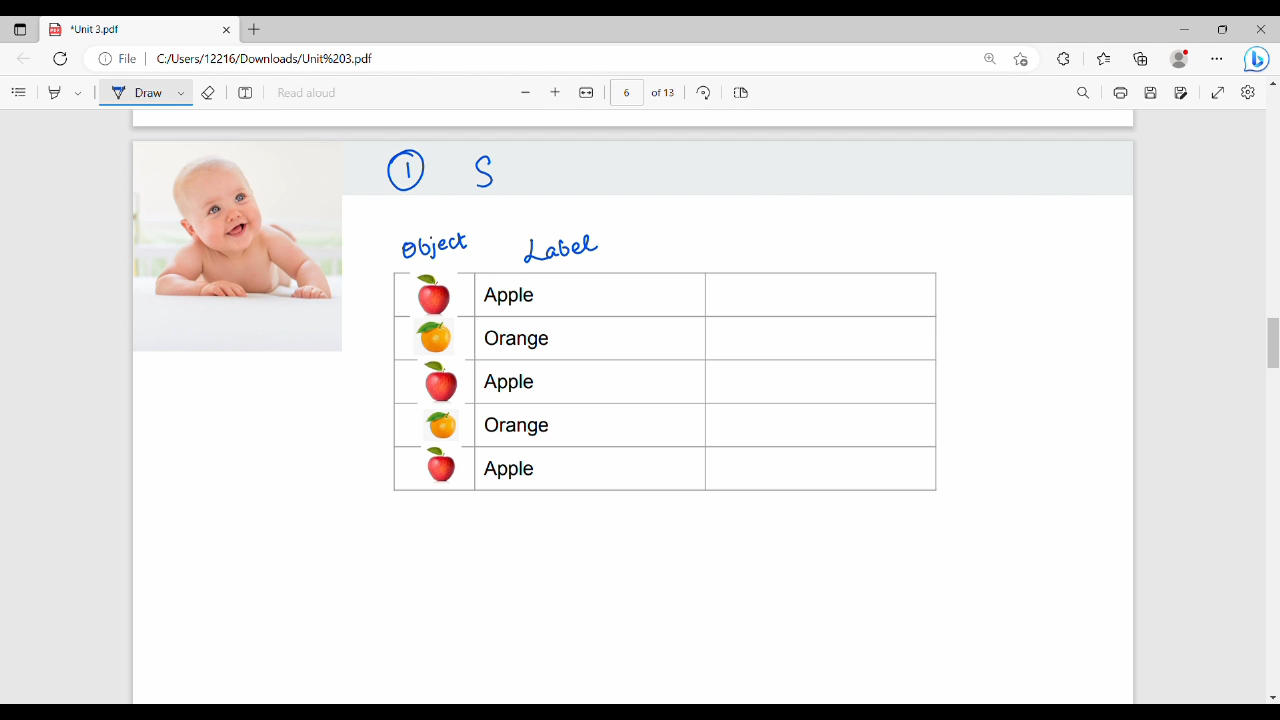 *Unit 3.pdf
File C:/Users/12216/Downloads/Unit%203.pdf
Draw Read aloud 6 of 13
① S
Object Label
Apple
Orange
Apple
Orange
Apple